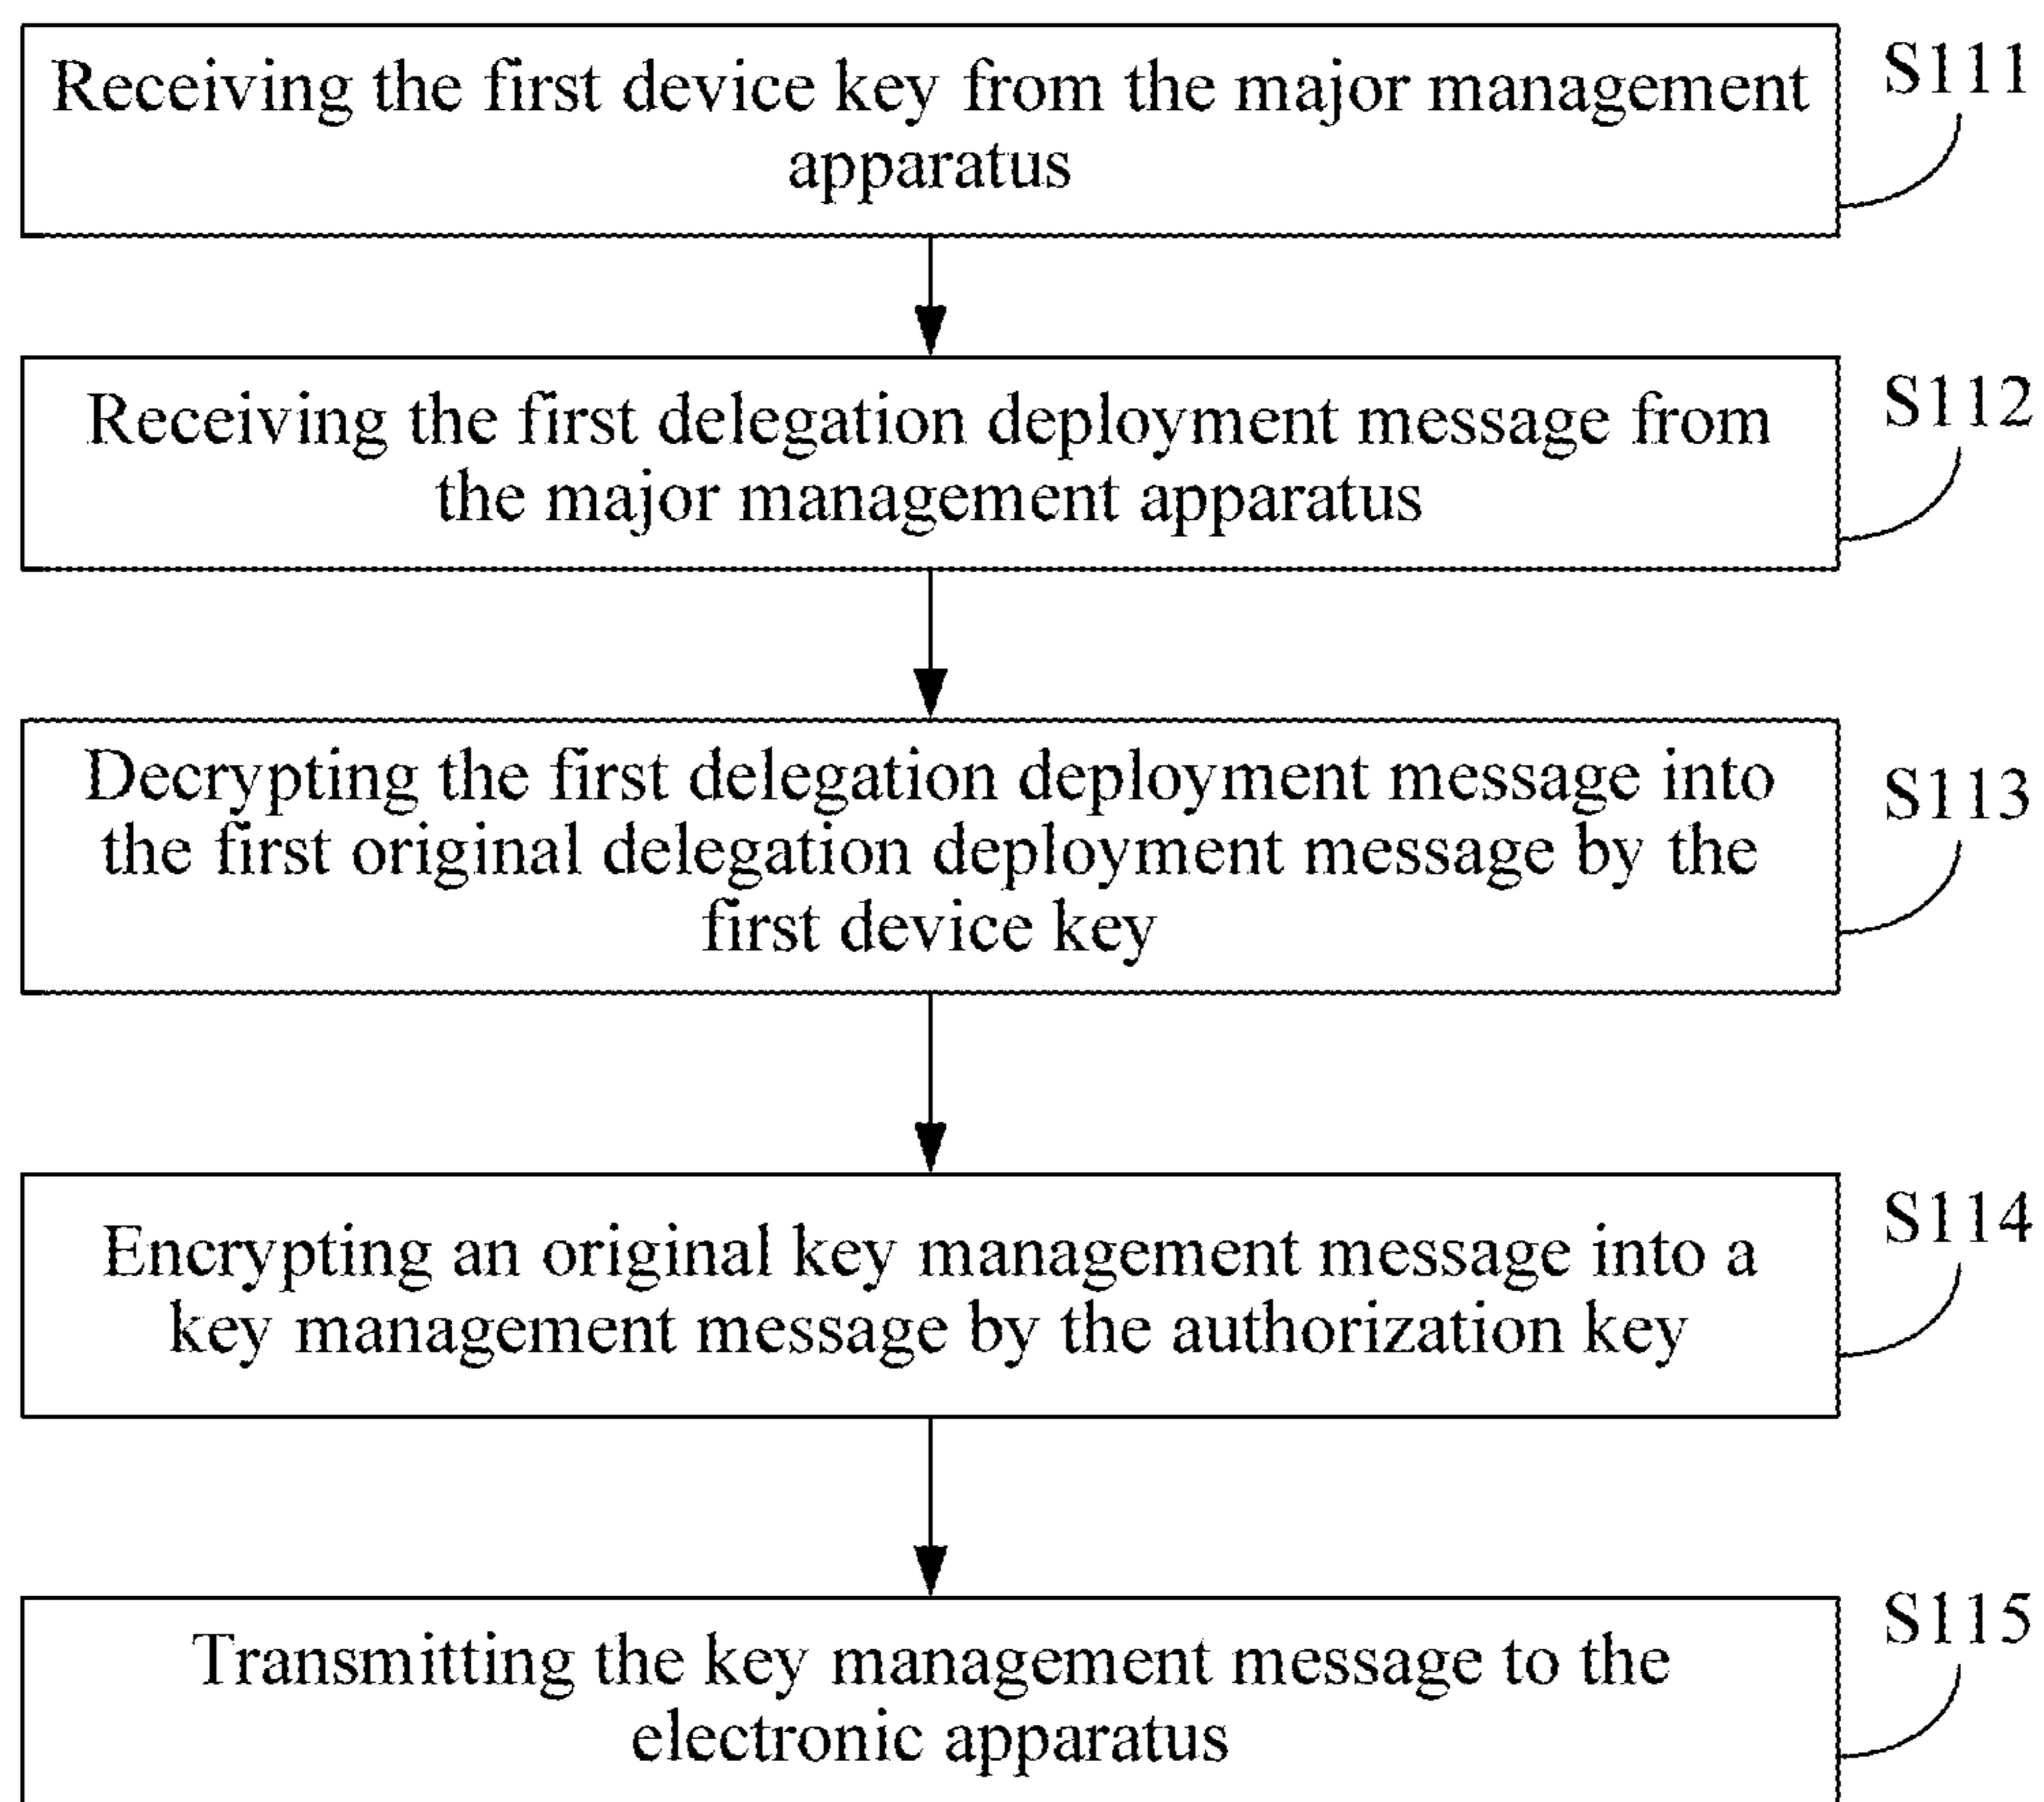 Receiving the first device key from the major management
apparatus
S111
Receiving the first delegation deployment message from
the major management apparatus
S112
Decrypting the first delegation deployment message into
the first original delegation deployment message by the
first device key
S113
Encrypting an original key management message into a
key management message by the authorization key
S114
Transmitting the key management message to the
electronic apparatus
S115